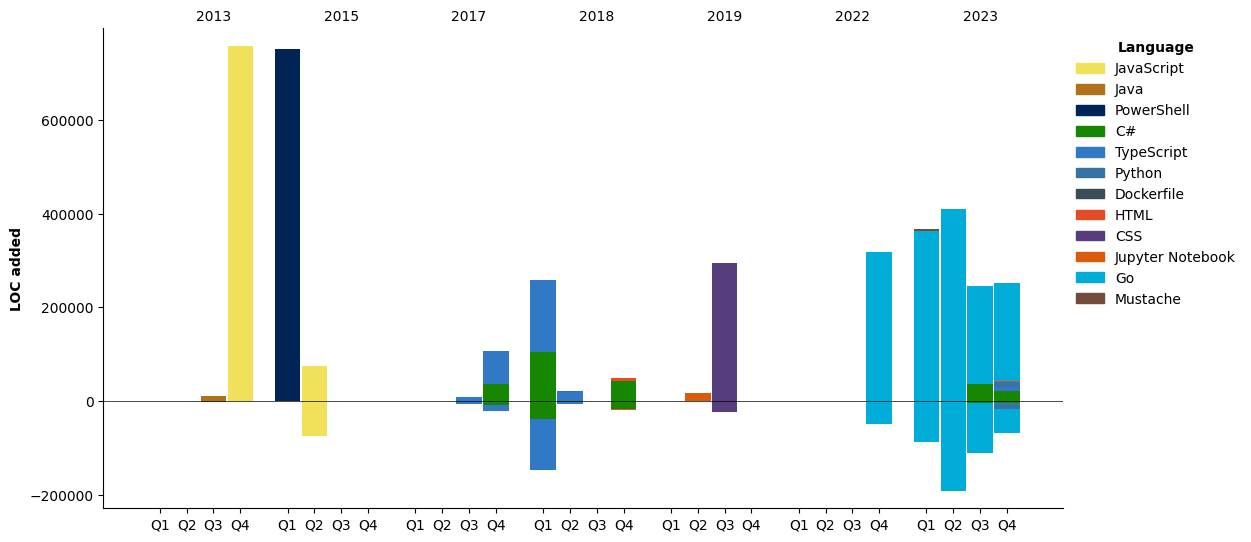 2013 2015 2017 2018 2019 2022 2023
LOC added
600000
400000
200000
0
−200000
Q1 Q2 Q3 Q4 Q1 Q2 Q3 Q4 Q1 Q2 Q3 Q4 Q1 Q2 Q3 Q4 Q1 Q2 Q3 Q4 Q1 Q2 Q3 Q4 Q1 Q2 Q3 Q4
Language
JavaScript
Java
PowerShell
C#
TypeScript
Python
Dockerfile
HTML
CSS
Jupyter Notebook
Go
Mustache